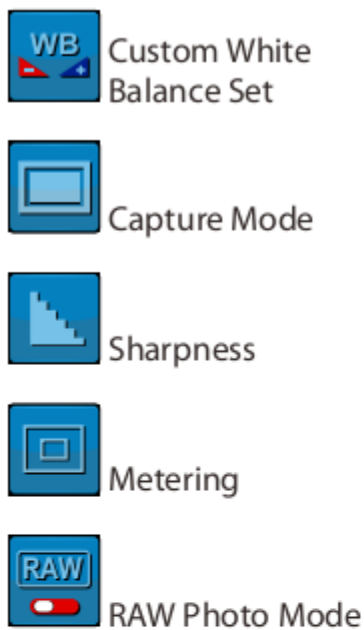 WB
Custom White
Balance Set
Capture Mode
Sharpness
Metering
RAW
RAW Photo Mode